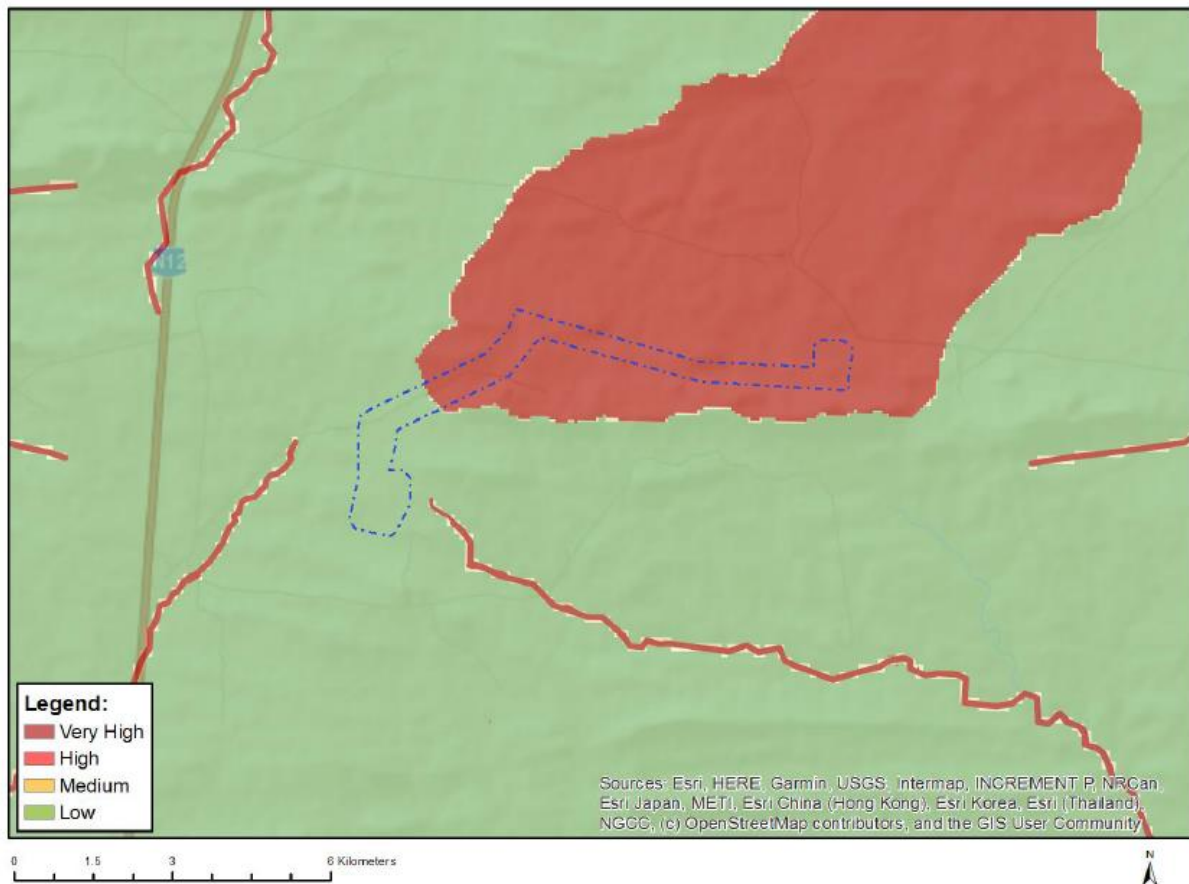 N12
Legend:
Very High
High
Medium
Low
Sources: Esri, HERE, Garmin, USGS, Intermap, INCREMENT P, NRCan,
Esri Japan, METI, Esri China (Hong Kong), Esri Korea, Esri (Thailand),
NGCC, (c) OpenStreetMap contributors, and the GIS User Community
0 1.5 3 6 Kilometers
N